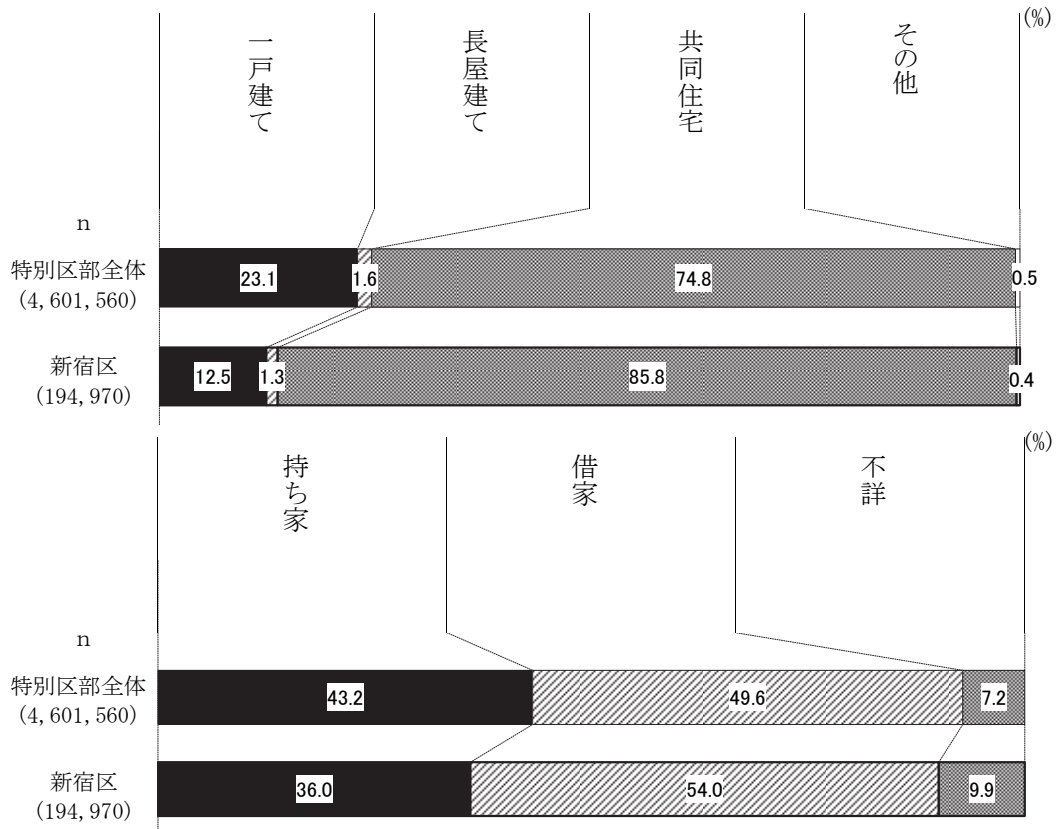 (%)
一戸建て
長屋建て
共同住宅
その他
n
特別区部全体
(4,601,560)
23.1
1.6
74.8
0.5
新宿区
(194,970)
12.5
1.3
85.8
0.4
(%)
持ち家
借家
不詳
n
特別区部全体
(4,601,560)
43.2
49.6
7.2
新宿区
(194,970)
36.0
54.0
9.9